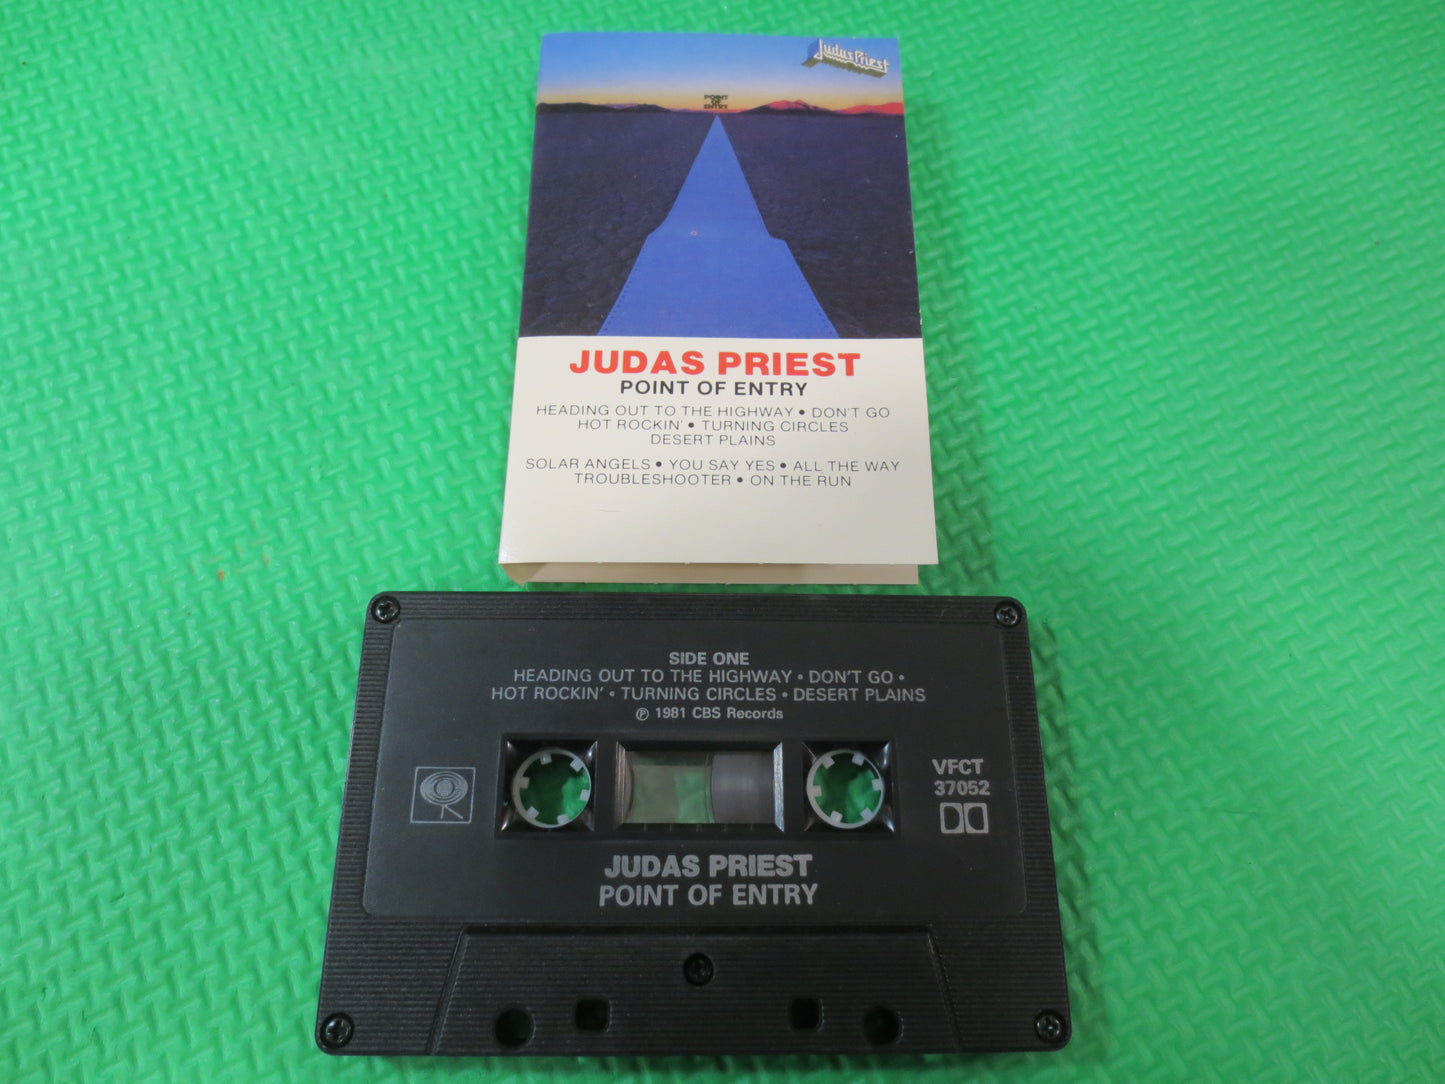 Judas Priest
POINT
OF
ENTRY
JUDAS PRIEST
POINT OF ENTRY
HEADING OUT TO THE HIGHWAY • DON'T GO
HOT ROCKIN' • TURNING CIRCLES
DESERT PLAINS
SOLAR ANGELS • YOU SAY YES • ALL THE WAY
TROUBLESHOOTER • ON THE RUN
SIDE ONE
HEADING OUT TO THE HIGHWAY • DON'T GO •
HOT ROCKIN' • TURNING CIRCLES • DESERT PLAINS
℗ 1981 CBS Records
VFCT
37052
JUDAS PRIEST
POINT OF ENTRY